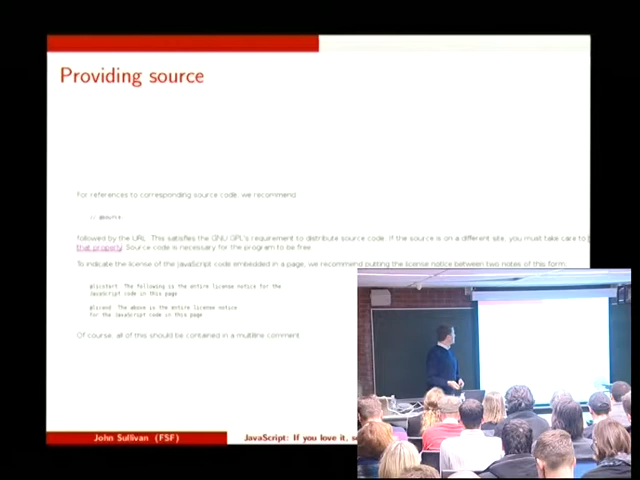 Providing source
For references to corresponding source code, we recommend
// @source
followed by the URL. This satisfies the GNU GPL's requirement to distribute source code. If the source is on a different site, you must take care to
that properly. Source code is necessary for the program to be free.
To indicate the license of the JavaScript code embedded in a page, we recommend putting the license notice between two notes of this form:
@licstart The following is the entire license notice for the
JavaScript code in this page
@licend The above is the entire license notice
for the JavaScript code in this page
Of course, all of this should be contained in a multiline comment
John Sullivan (FSF)
JavaScript: If you love it,